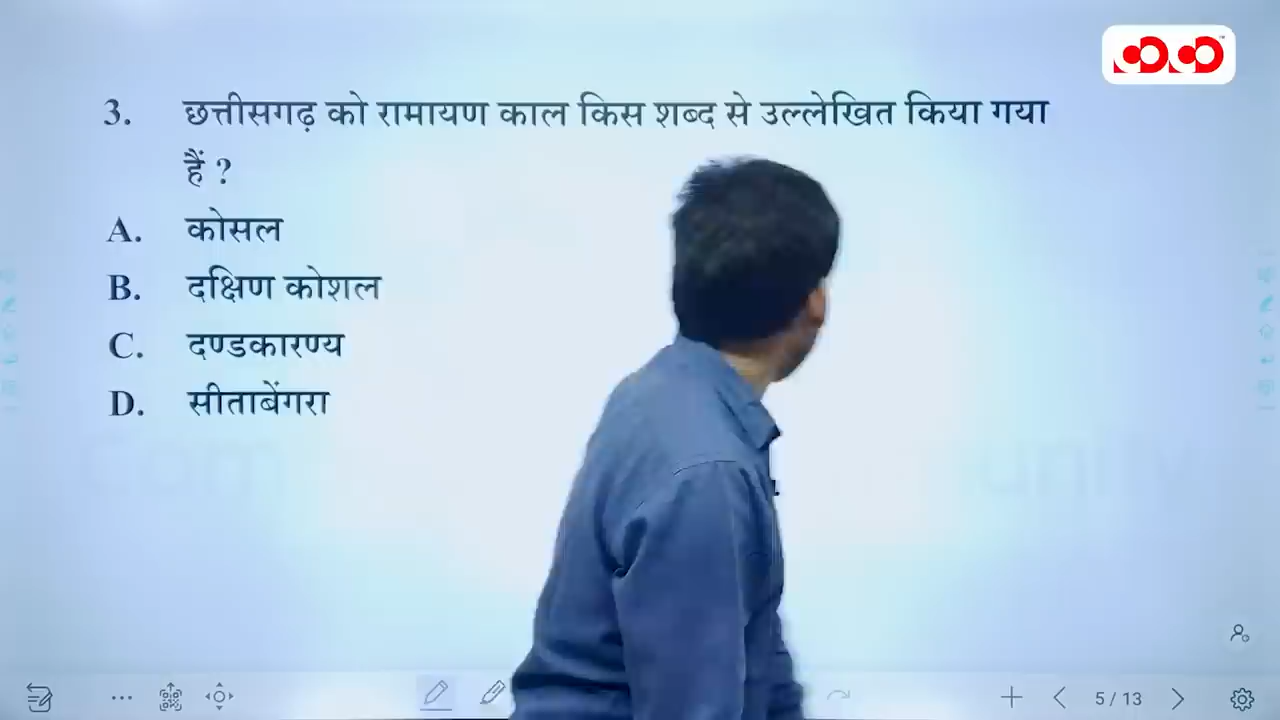 3. छत्तीसगढ़ को रामायण काल किस शब्द से उल्लेखित किया गया
हैं ?
A. कोसल
B. दक्षिण कोशल
C. दण्डकारण्य
D. सीताबेंगरा
5 / 13